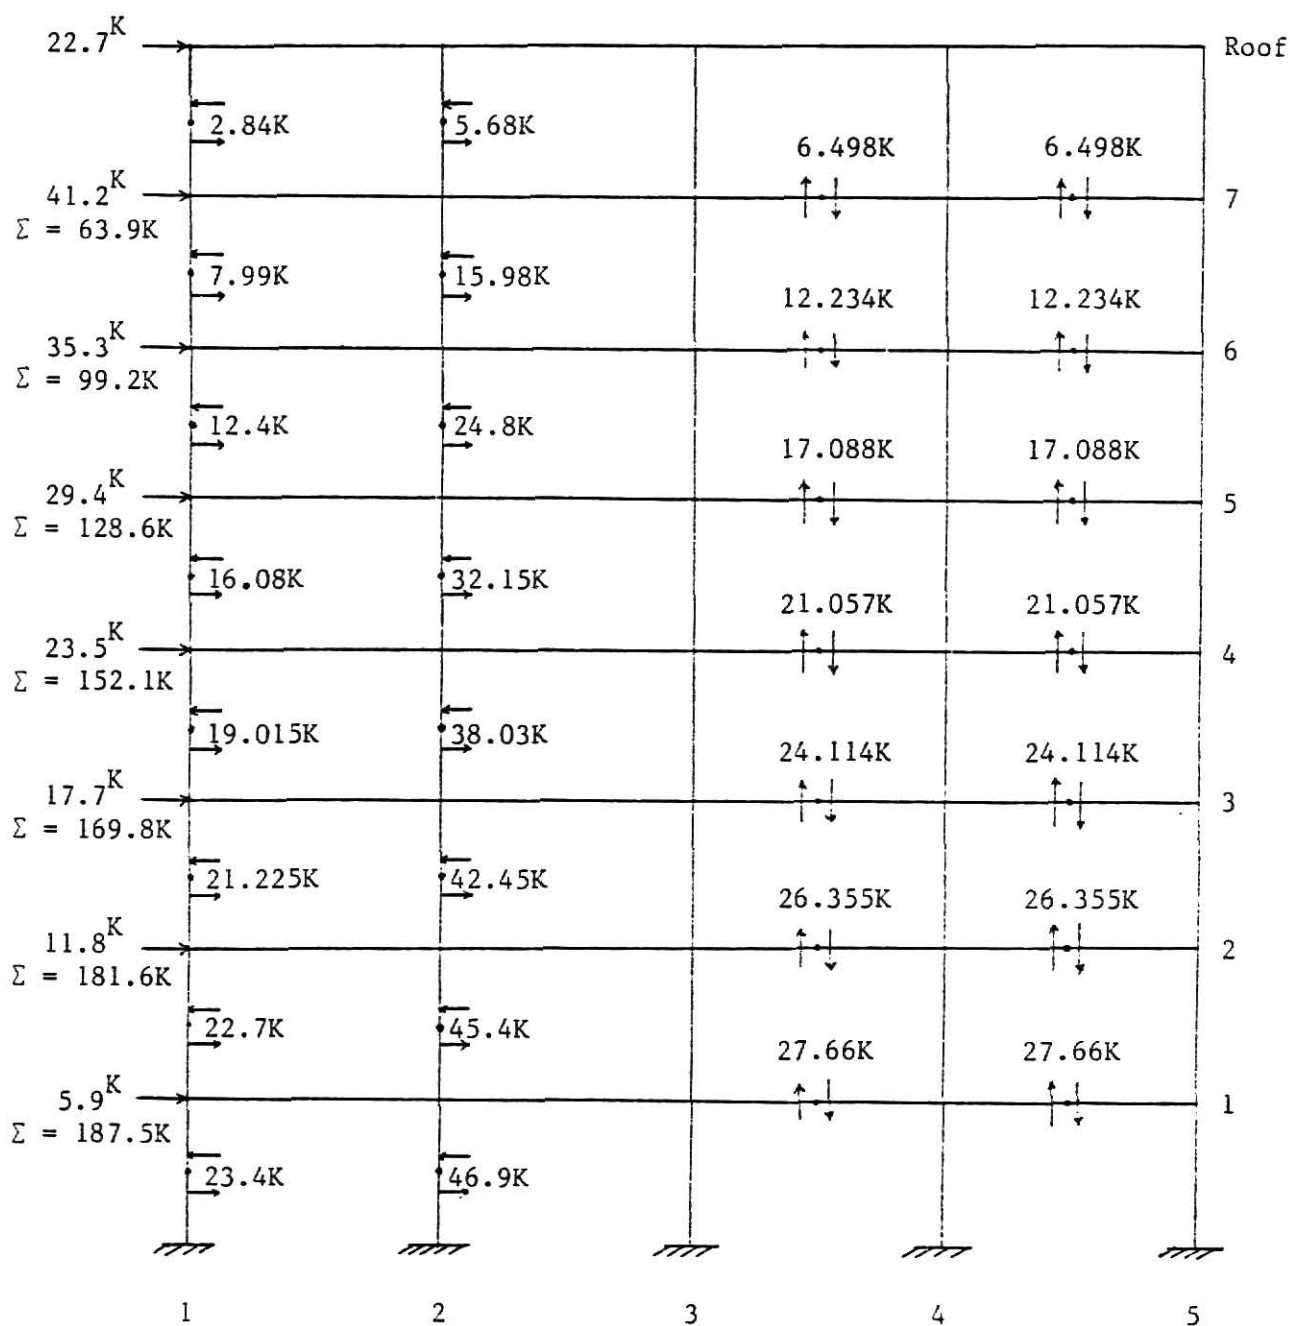 22.7K Roof
2.84K 5.68K
6.498K 6.498K
41.2K 7
Σ = 63.9K
7.99K 15.98K
12.234K 12.234K
35.3K 6
Σ = 99.2K
12.4K 24.8K
17.088K 17.088K
29.4K 5
Σ = 128.6K
16.08K 32.15K
21.057K 21.057K
23.5K 4
Σ = 152.1K
19.015K 38.03K
24.114K 24.114K
17.7K 3
Σ = 169.8K
21.225K 42.45K
26.355K 26.355K
11.8K 2
Σ = 181.6K
22.7K 45.4K
27.66K 27.66K
5.9K 1
Σ = 187.5K
23.4K 46.9K
1 2 3 4 5